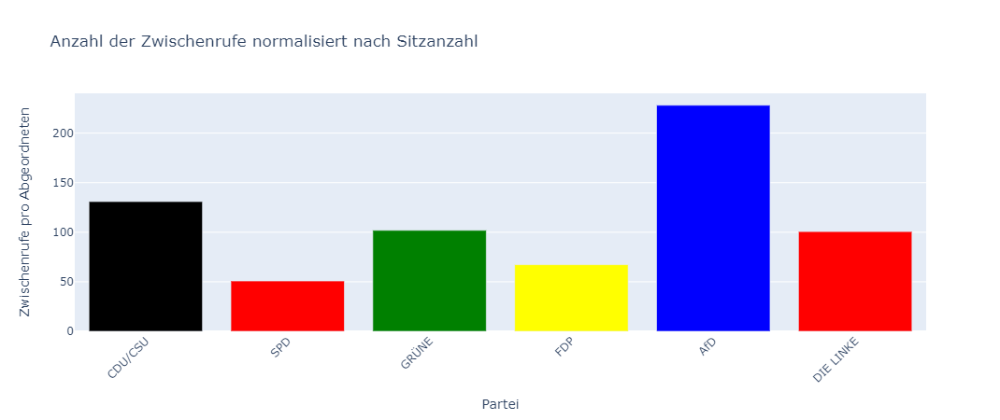 Anzahl der Zwischenrufe normalisiert nach Sitzanzahl
Zwischenrufe pro Abgeordneten
200
150
100
50
0
CDU/CSU
SPD
GRÜNE
FDP
AfD
DIE LINKE
Partei